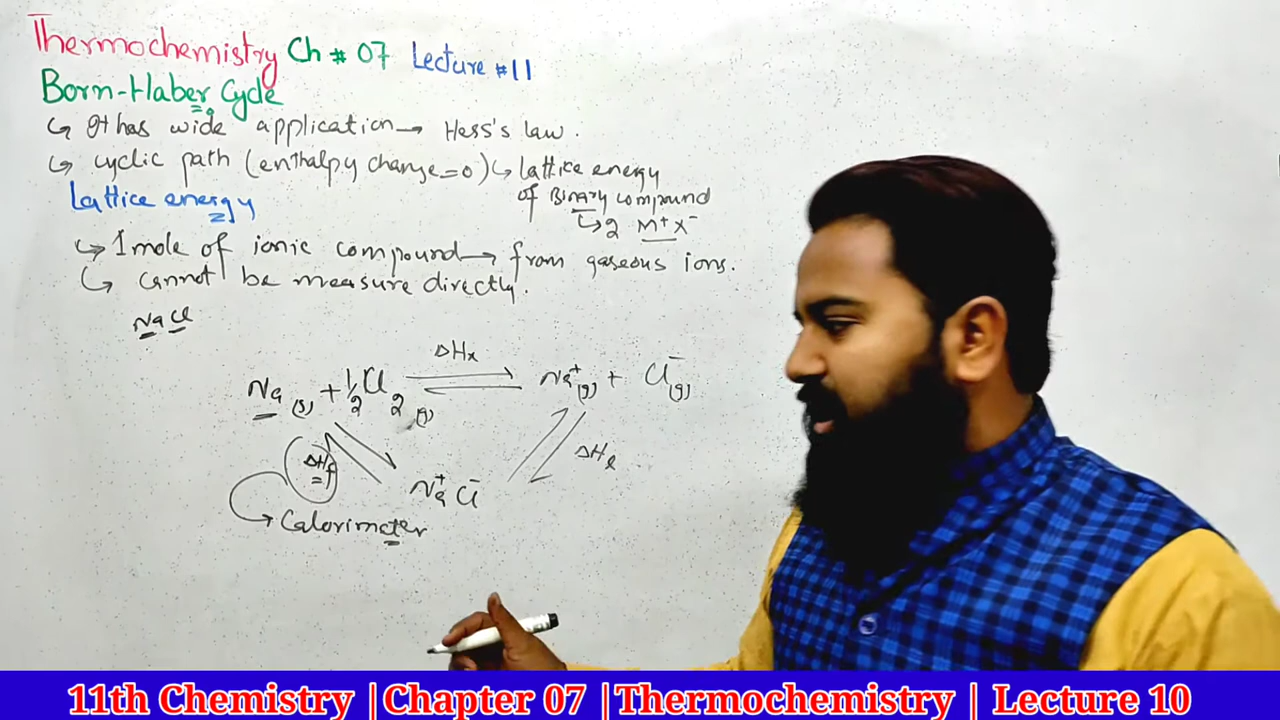 Thermochemistry Ch # 07 Lecture #11
Born-Haber Cycle
↳ It has wide application → Hess's law.
↳ cyclic path (enthalpy change=0) ↳ lattice energy
of Binary compound
↳ 2 M⁺X⁻
Lattice energy
↳ 1 mole of ionic compound → from gaseous ions.
↳ cannot be measure directly.
NaCl
ΔHx
Na(s) + ½Cl₂(g) ⇌ Na⁺(g) + Cl⁻(g)
ΔHf
ΔHl
Na⁺Cl⁻
→ Calorimeter
11th Chemistry |Chapter 07 |Thermochemistry | Lecture 10